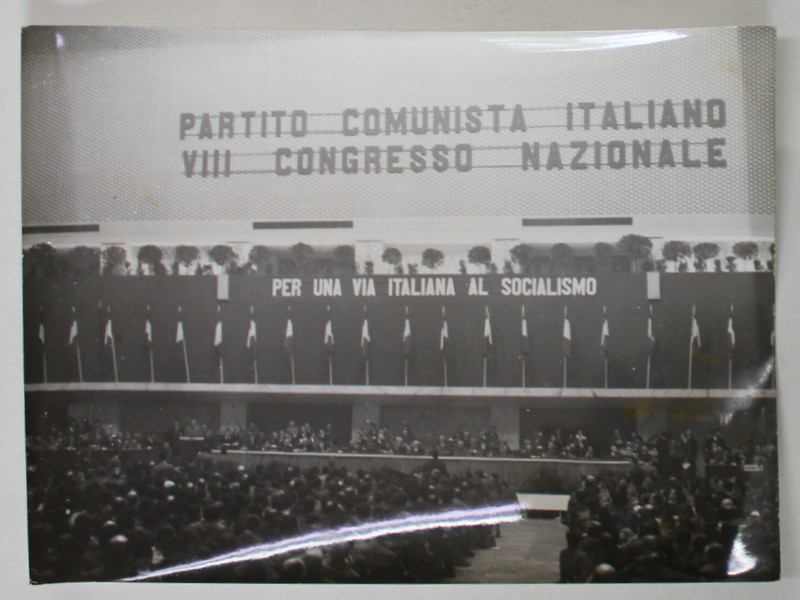 PARTITO COMUNISTA ITALIANO
VIII CONGRESSO NAZIONALE
PER UNA VIA ITALIANA AL SOCIALISMO